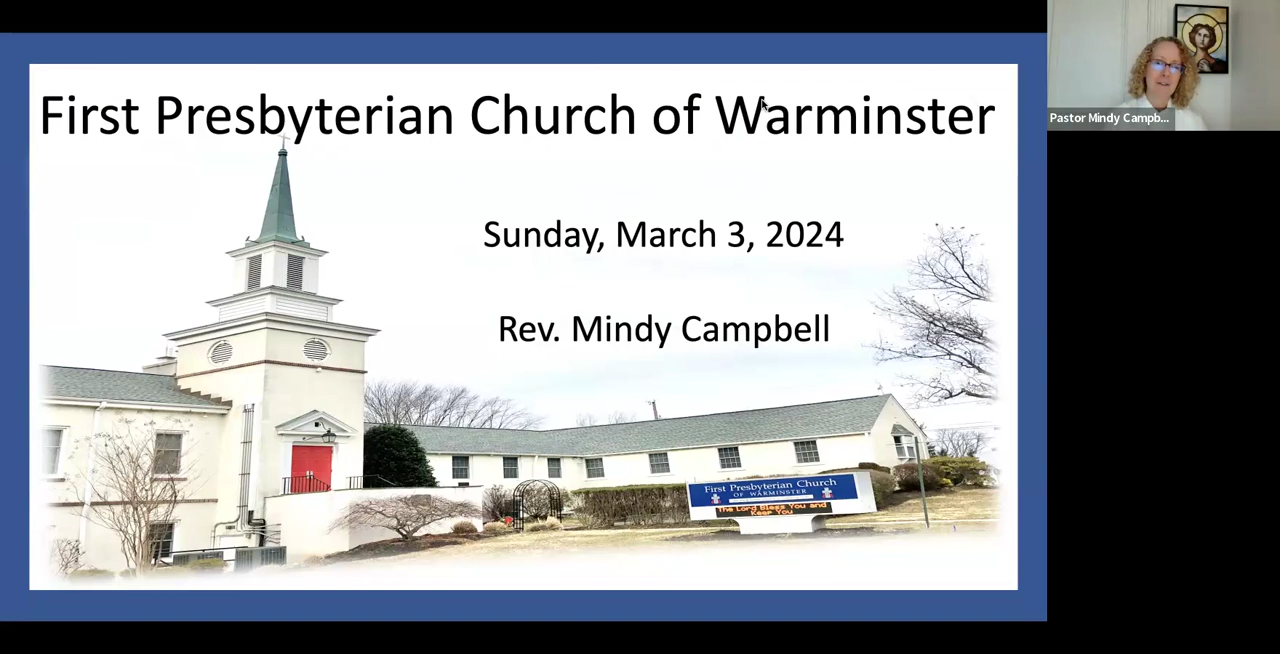 First Presbyterian Church of Warminster
Sunday, March 3, 2024
Rev. Mindy Campbell
First Presbyterian Church
OF WARMINSTER
The Lord Bless You and
Keep You
Pastor Mindy Campb...